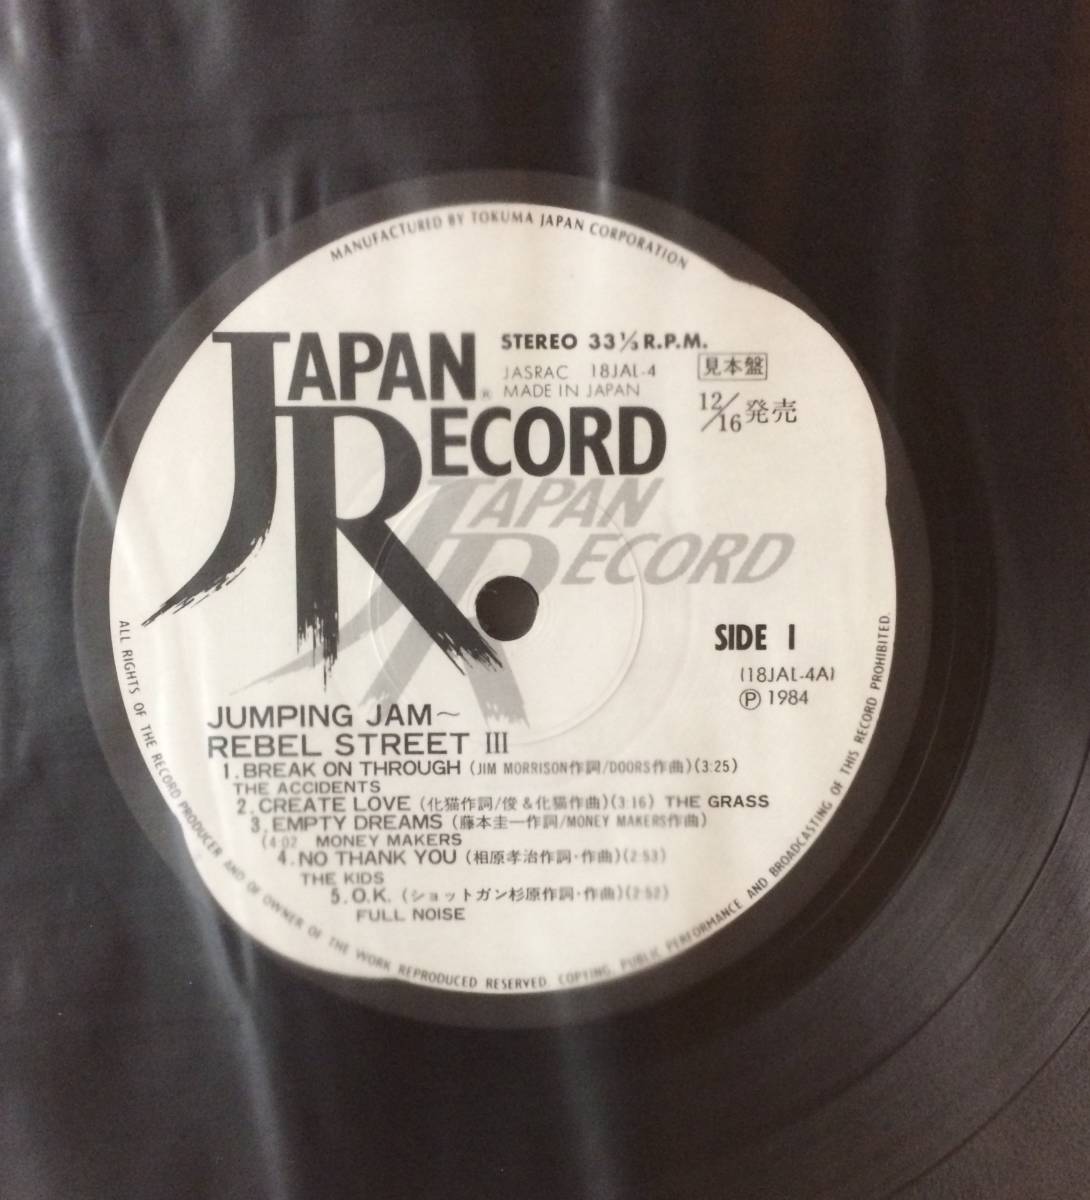 MANUFACTURED BY TOKUMA JAPAN CORPORATION
JAPAN®
RECORD
STEREO 33 1/3 R.P.M.
JASRAC 18JAL-4
MADE IN JAPAN
見本盤
12/16発売
JAPAN
RECORD
SIDE 1
(18JAL-4A)
Ⓟ 1984
JUMPING JAM~
REBEL STREET III
1. BREAK ON THROUGH (JIM MORRISON作詞/DOORS作曲)(3:25)
THE ACCIDENTS
2. CREATE LOVE (化猫作詞/俊&化猫作曲)(3:16) THE GRASS
3. EMPTY DREAMS (藤本圭一作詞/MONEY MAKERS作曲)
(4:02 MONEY MAKERS
4. NO THANK YOU (相原孝治作詞・作曲)(2:53)
THE KIDS
5. O.K. (ショットガン杉原作詞・作曲)(2:52)
FULL NOISE
ALL RIGHTS OF THE RECORD PRODUCER AND OF OWNER OF THE WORK REPRODUCED RESERVED. COPYING, PUBLIC PERFORMANCE AND BROADCASTING OF THIS RECORD PROHIBITED.